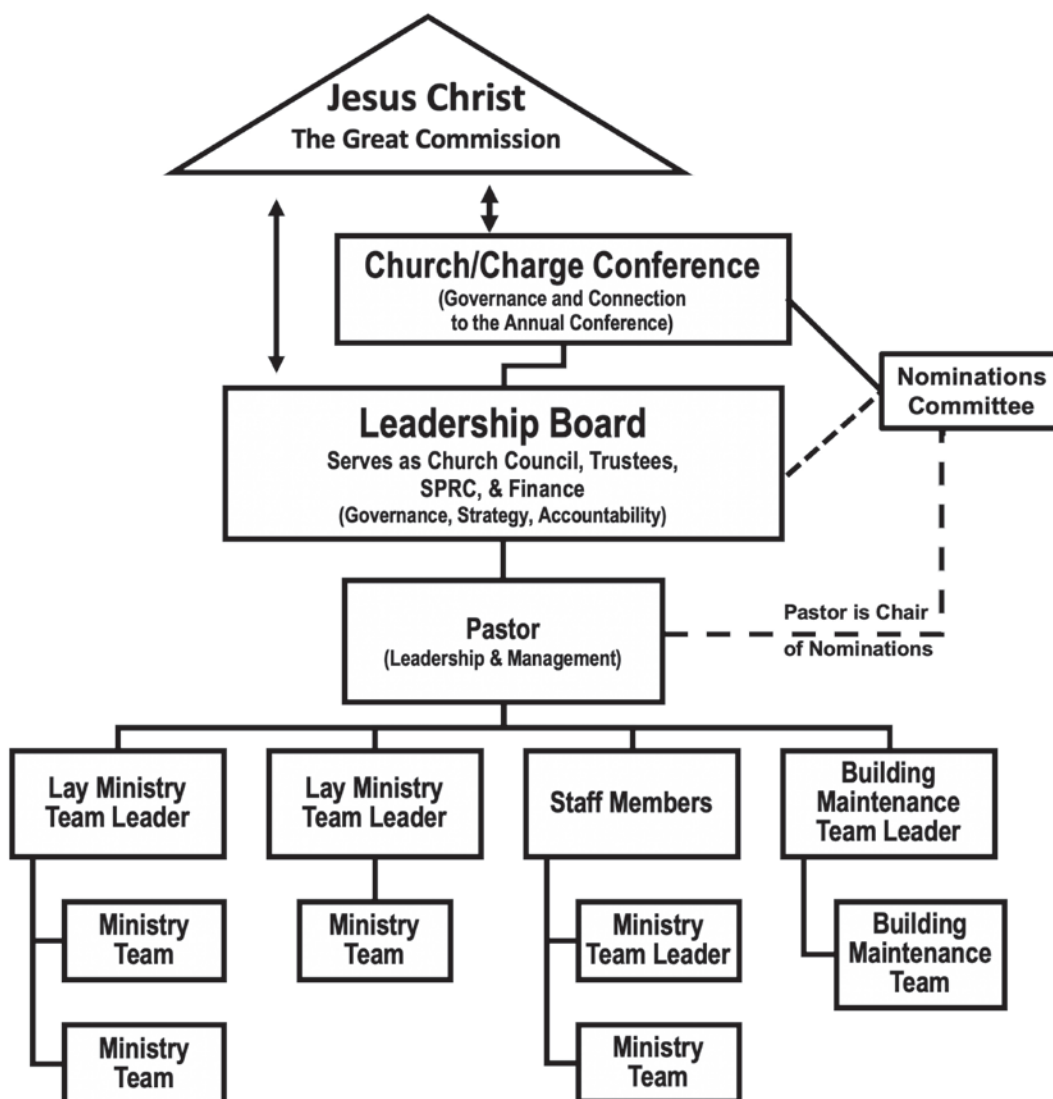 Jesus Christ
The Great Commission
Church/Charge Conference
(Governance and Connection
to the Annual Conference)
Nominations
Committee
Leadership Board
Serves as Church Council, Trustees,
SPRC, & Finance
(Governance, Strategy, Accountability)
Pastor
(Leadership & Management)
Pastor is Chair
of Nominations
Lay Ministry
Team Leader
Lay Ministry
Team Leader
Staff Members
Building
Maintenance
Team Leader
Ministry
Team
Ministry
Team
Ministry
Team Leader
Building
Maintenance
Team
Ministry
Team
Ministry
Team